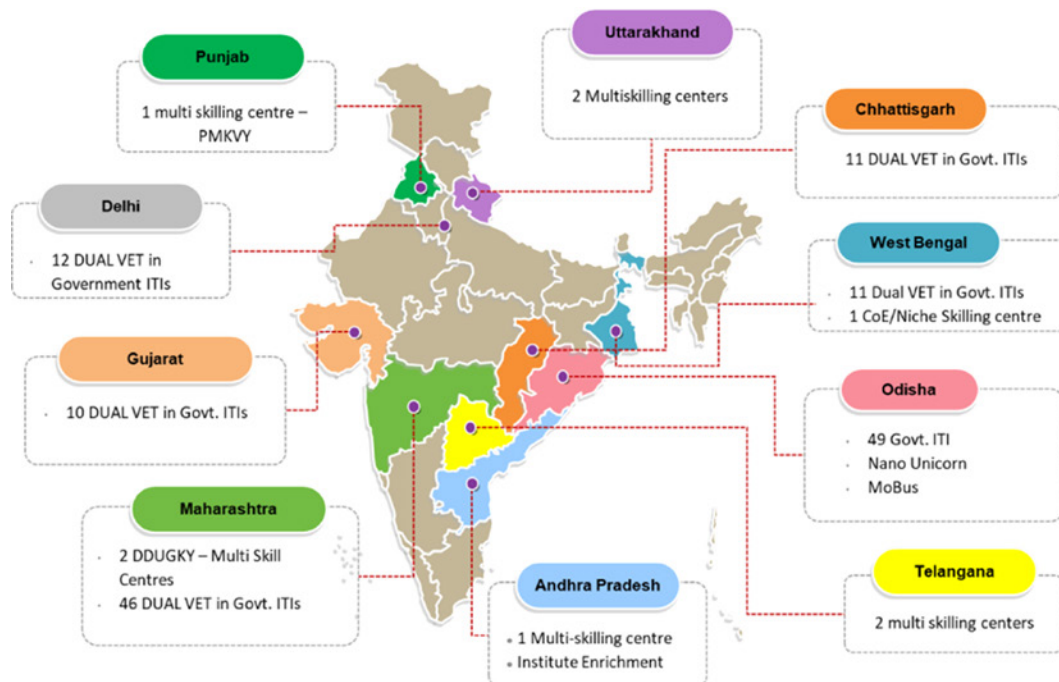 Punjab
1 multi skilling centre –
PMKVY
Uttarakhand
2 Multiskilling centers
Chhattisgarh
11 DUAL VET in Govt. ITIs
Delhi
12 DUAL VET in
Government ITIs
West Bengal
11 Dual VET in Govt. ITIs
1 CoE/Niche Skilling centre
Gujarat
10 DUAL VET in Govt. ITIs
Odisha
49 Govt. ITI
Nano Unicorn
MoBus
Maharashtra
2 DDUGKY – Multi Skill
Centres
46 DUAL VET in Govt. ITIs
Andhra Pradesh
1 Multi-skilling centre
Institute Enrichment
Telangana
2 multi skilling centers